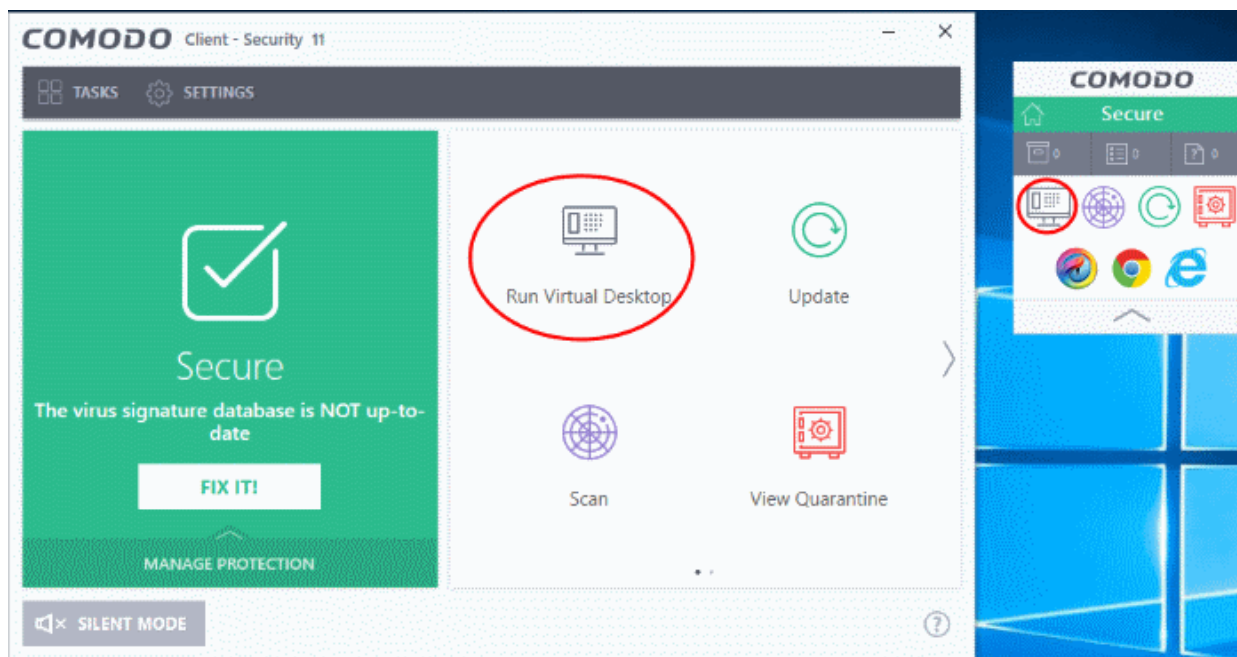 COMODO Client - Security 11
TASKS SETTINGS
Secure
The virus signature database is NOT up-to-
date
FIX IT!
MANAGE PROTECTION
SILENT MODE
Run Virtual Desktop
Update
Scan
View Quarantine
?
COMODO
Secure
0 0 ? 0